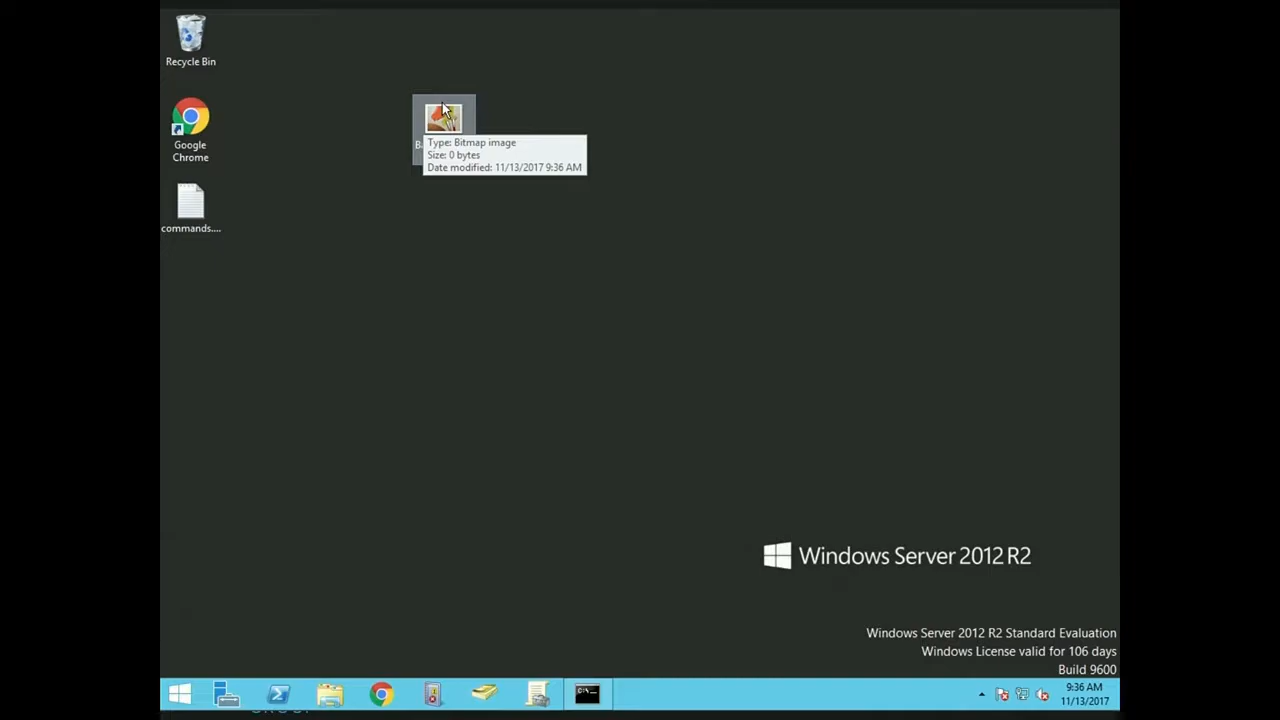 Recycle Bin
Google
Chrome
commands....
Type: Bitmap image
Size: 0 bytes
Date modified: 11/13/2017 9:36 AM
Windows Server 2012 R2
Windows Server 2012 R2 Standard Evaluation
Windows License valid for 106 days
Build 9600
9:36 AM
11/13/2017